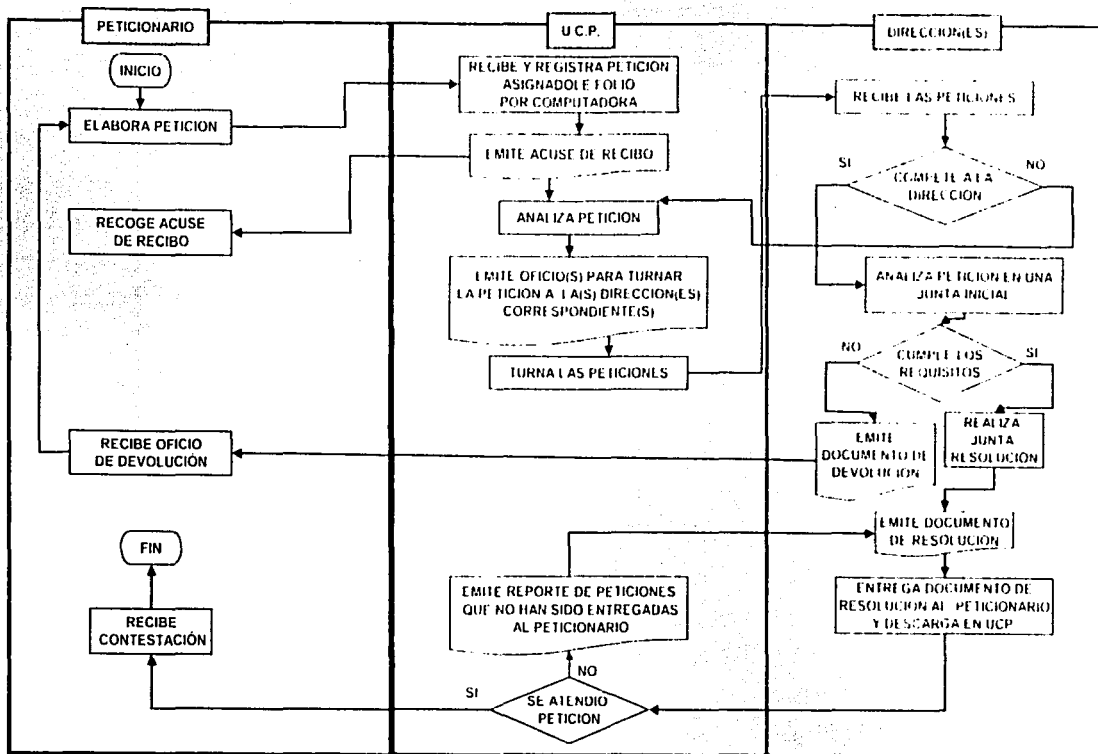 PETICIONARIO
U.C.P.
DIRECCION(ES)
INICIO
ELABORA PETICION
RECOGE ACUSE
DE RECIBO
RECIBE OFICIO
DE DEVOLUCIÓN
FIN
RECIBE
CONTESTACIÓN
RECIBE Y REGISTRA PETICION
ASIGNADOLE FOLIO
POR COMPUTADORA
EMITE ACUSE DE RECIBO
ANALIZA PETICION
EMITE OFICIO(S) PARA TURNAR
LA PETICION A LA(S) DIRECCION(ES)
CORRESPONDIENTE(S)
TURNA LAS PETICIONES
EMITE REPORTE DE PETICIONES
QUE NO HAN SIDO ENTREGADAS
AL PETICIONARIO
NO
SI
SE ATENDIO
PETICION
RECIBE LAS PETICIONES
SI
NO
COMPETE A LA
DIRECCION
ANALIZA PETICION EN UNA
JUNTA INICIAL
NO
SI
CUMPLE LOS
REQUISITOS
EMITE
DOCUMENTO DE
DEVOLUCION
REALIZA
JUNTA
RESOLUCION
EMITE DOCUMENTO
DE RESOLUCION
ENTREGA DOCUMENTO DE
RESOLUCION AL PETICIONARIO
Y DESCARGA EN UCP